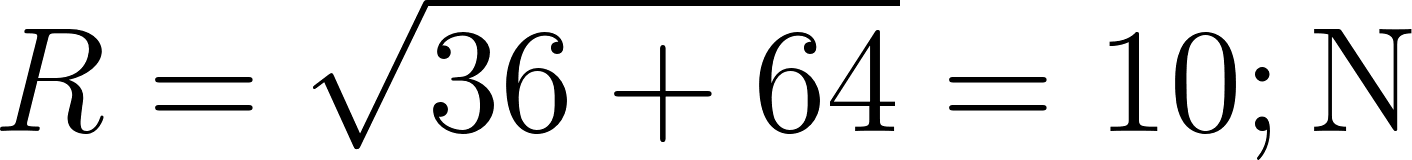 R = √36 + 64 = 10; N